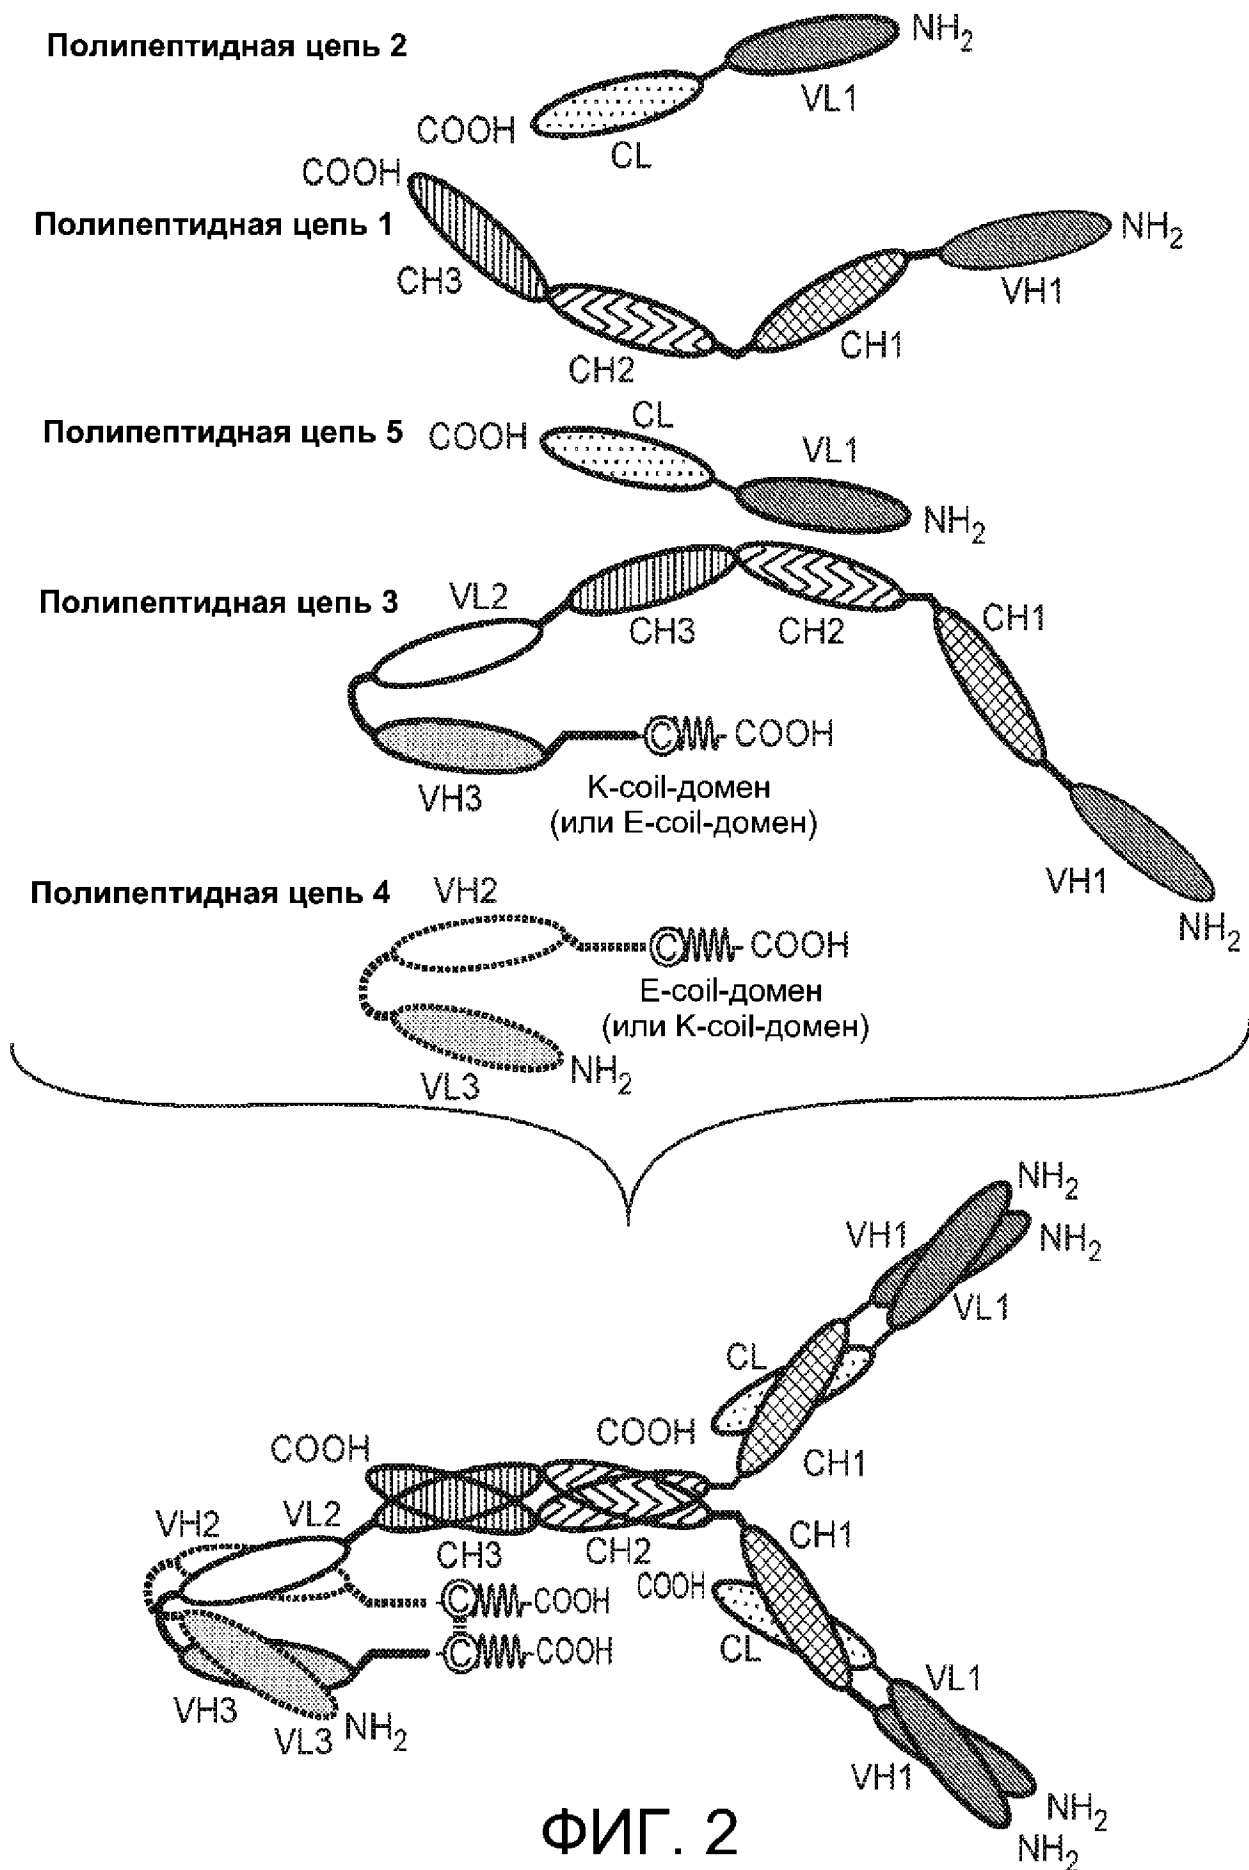 Полипептидная цепь 2
NH₂
VL1
COOH
CL
COOH
Полипептидная цепь 1
NH₂
CH3
VH1
CH1
CH2
CL
Полипептидная цепь 5
COOH
VL1
NH₂
Полипептидная цепь 3
VL2
CH3
CH2
CH1
©
COOH
VH3
K-coil-домен
(или E-coil-домен)
VH1
NH₂
Полипептидная цепь 4
VH2
©
COOH
E-coil-домен
(или K-coil-домен)
NH₂
VL3
NH₂
VH1
NH₂
VL1
CL
COOH
COOH
CH1
VL2
VH2
CH3
CH2
CH1
©
COOH
COOH
©
COOH
CL
VL1
VH3
VL3
NH₂
VH1
NH₂
NH₂
ФИГ. 2